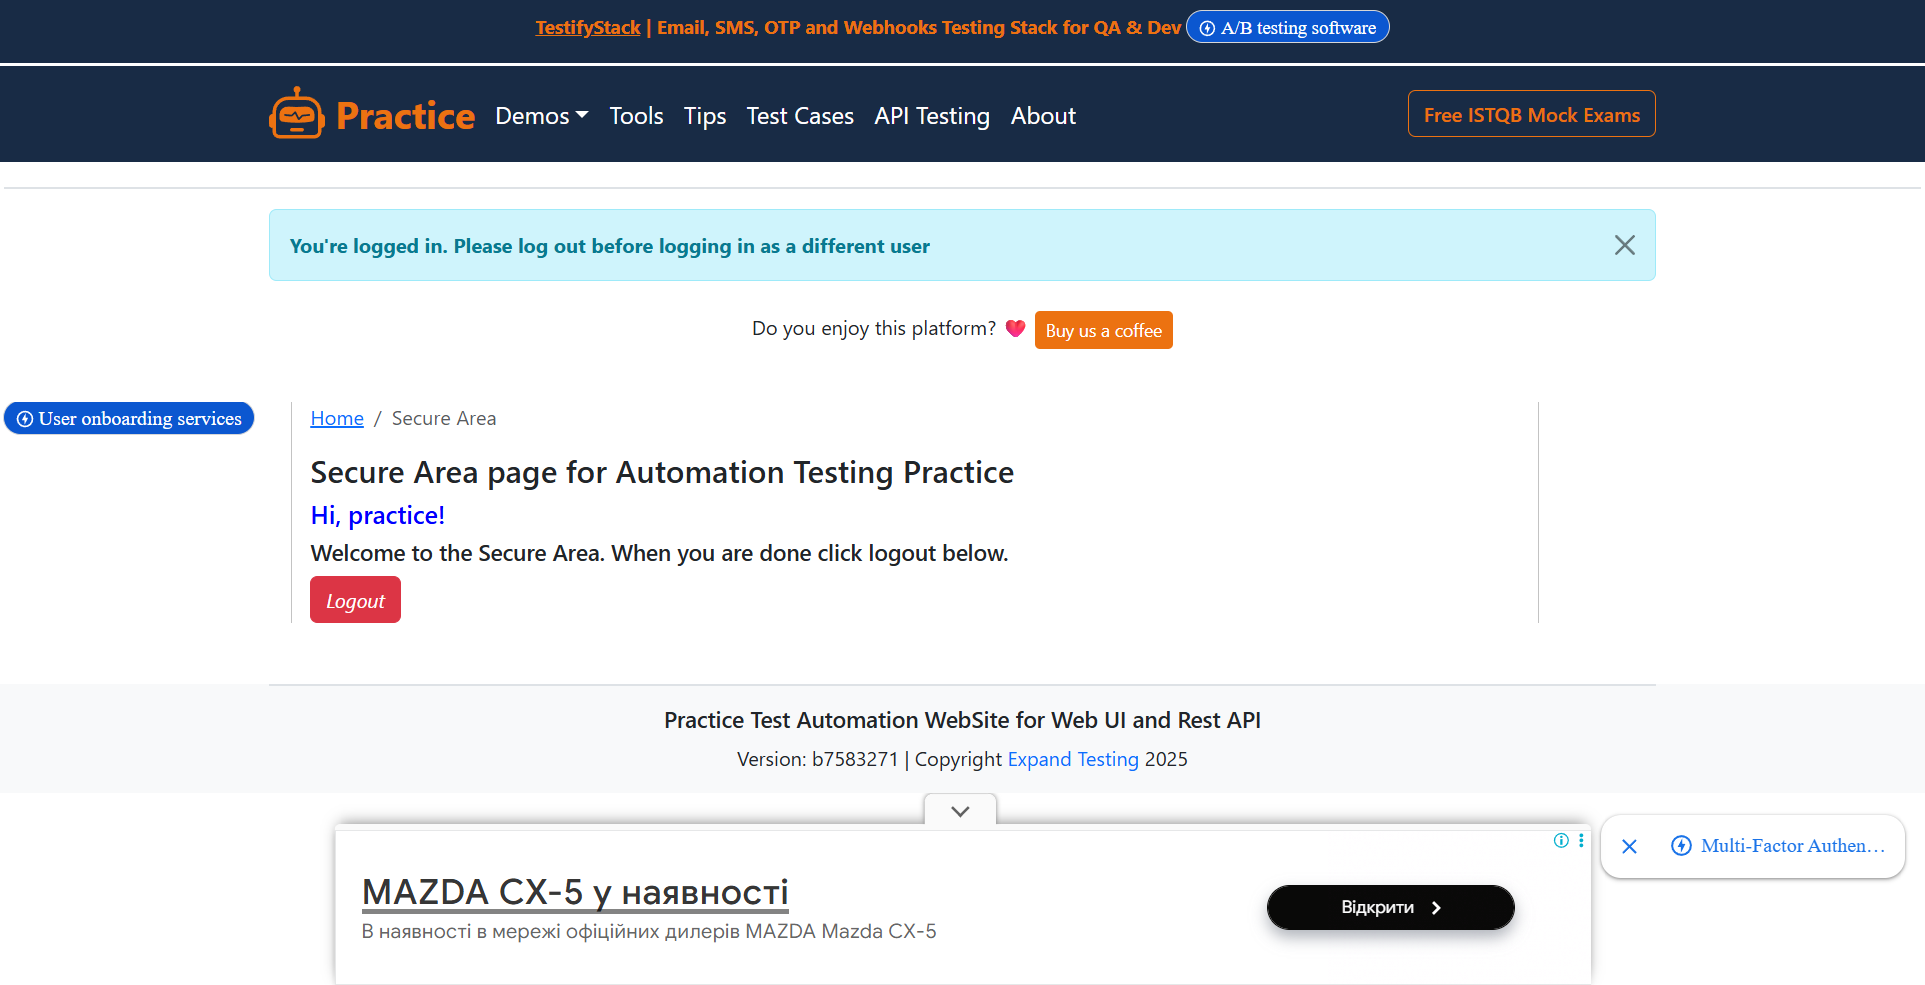 TestifyStack | Email, SMS, OTP and Webhooks Testing Stack for QA & Dev A/B testing software
Practice Demos Tools Tips Test Cases API Testing About Free ISTQB Mock Exams
You're logged in. Please log out before logging in as a different user
Do you enjoy this platform? Buy us a coffee
User onboarding services
Home / Secure Area
Secure Area page for Automation Testing Practice
Hi, practice!
Welcome to the Secure Area. When you are done click logout below.
Logout
Practice Test Automation WebSite for Web UI and Rest API
Version: b7583271 | Copyright Expand Testing 2025
MAZDA CX-5 у наявності
В наявності в мережі офіційних дилерів MAZDA Mazda CX-5
Відкрити
Multi-Factor Authen…